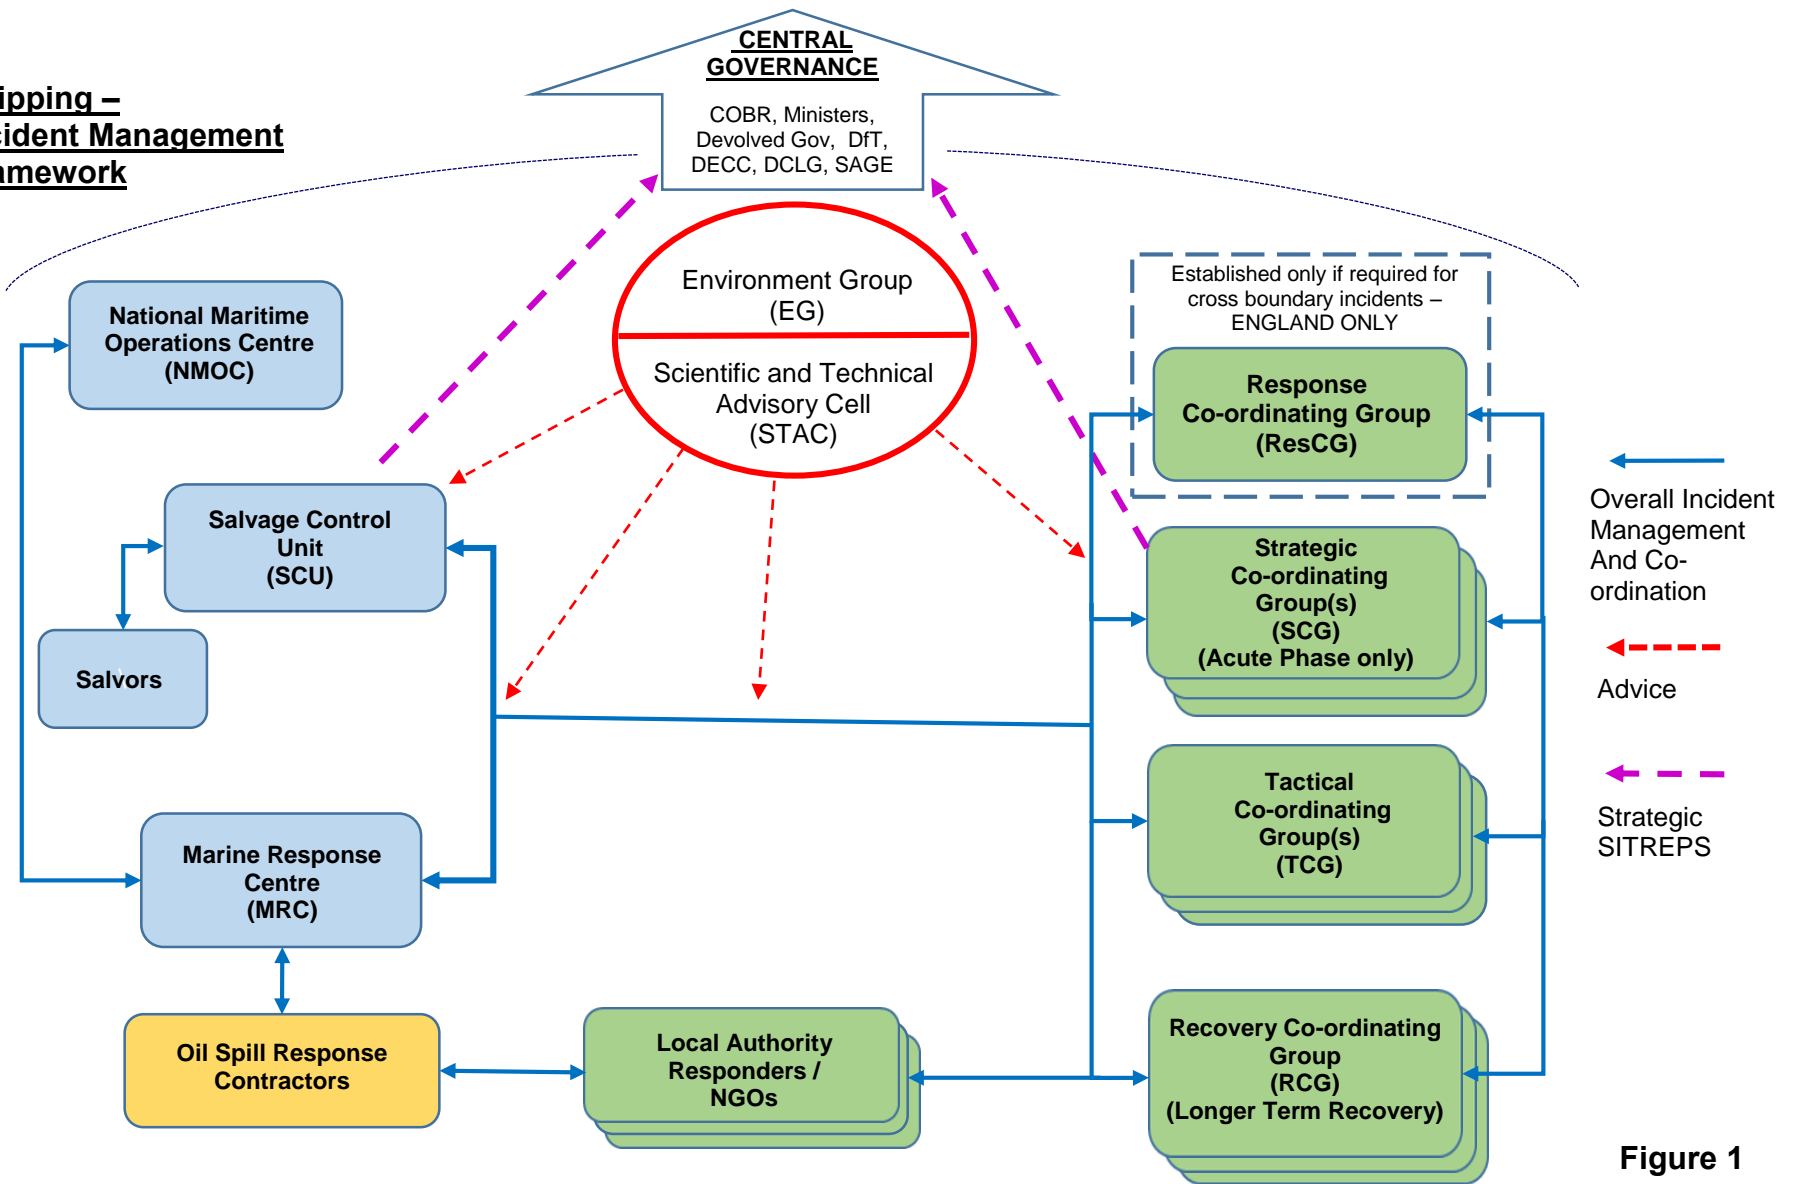 CENTRAL
GOVERNANCE
COBR, Ministers,
Devolved Gov, DfT,
DECC, DCLG, SAGE
ipping –
cident Management
amework
Environment Group
(EG)
Scientific and Technical
Advisory Cell
(STAC)
National Maritime
Operations Centre
(NMOC)
Salvage Control
Unit
(SCU)
Salvors
Marine Response
Centre
(MRC)
Oil Spill Response
Contractors
Local Authority
Responders /
NGOs
Established only if required for
cross boundary incidents –
ENGLAND ONLY
Response
Co-ordinating Group
(ResCG)
Strategic
Co-ordinating
Group(s)
(SCG)
(Acute Phase only)
Tactical
Co-ordinating
Group(s)
(TCG)
Recovery Co-ordinating
Group
(RCG)
(Longer Term Recovery)
Overall Incident
Management
And Co-
ordination
Advice
Strategic
SITREPS
Figure 1